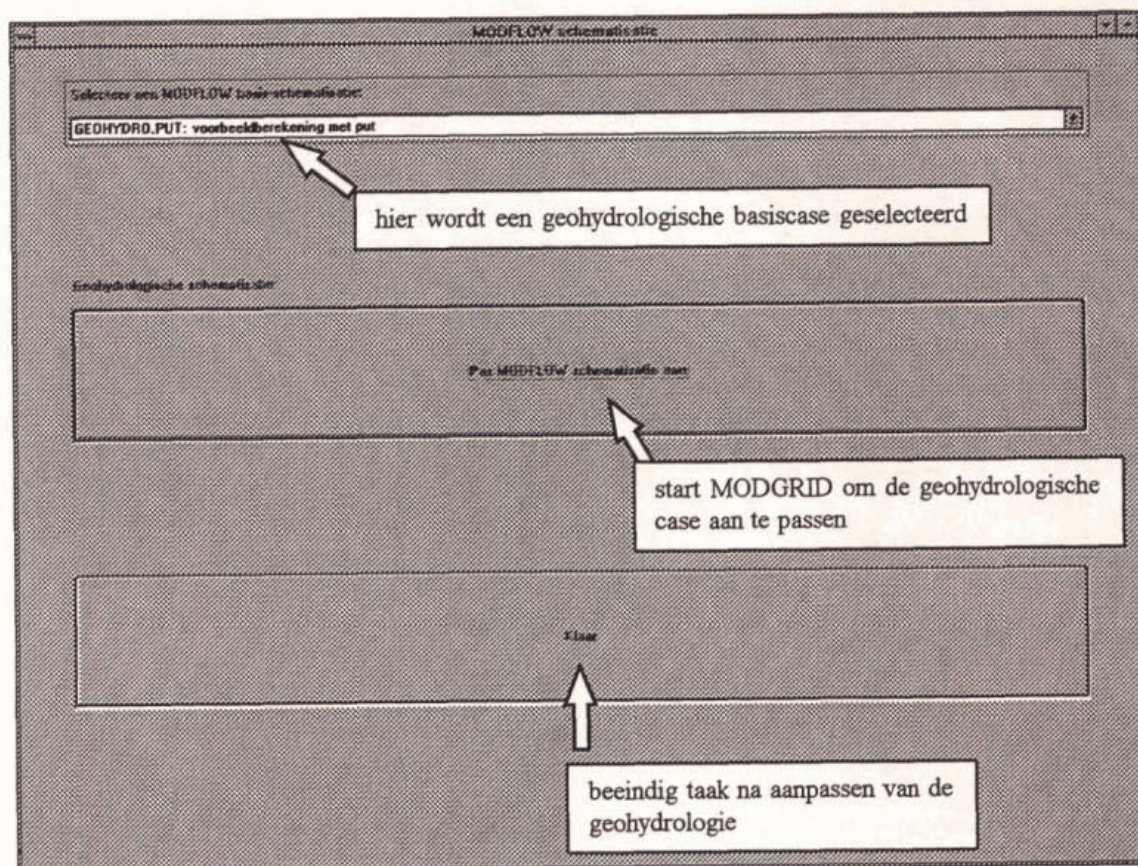 MODFLOW schematisatie
Selecteer een MODFLOW basis-schematisatie:
GEOHYDRO.PUT: voorbeeldberekening met put
hier wordt een geohydrologische basiscase geselecteerd
Geohydrologische schematisatie:
Pas MODFLOW schematisatie aan
start MODGRID om de geohydrologische
case aan te passen
Klaar
beeindig taak na aanpassen van de
geohydrologie